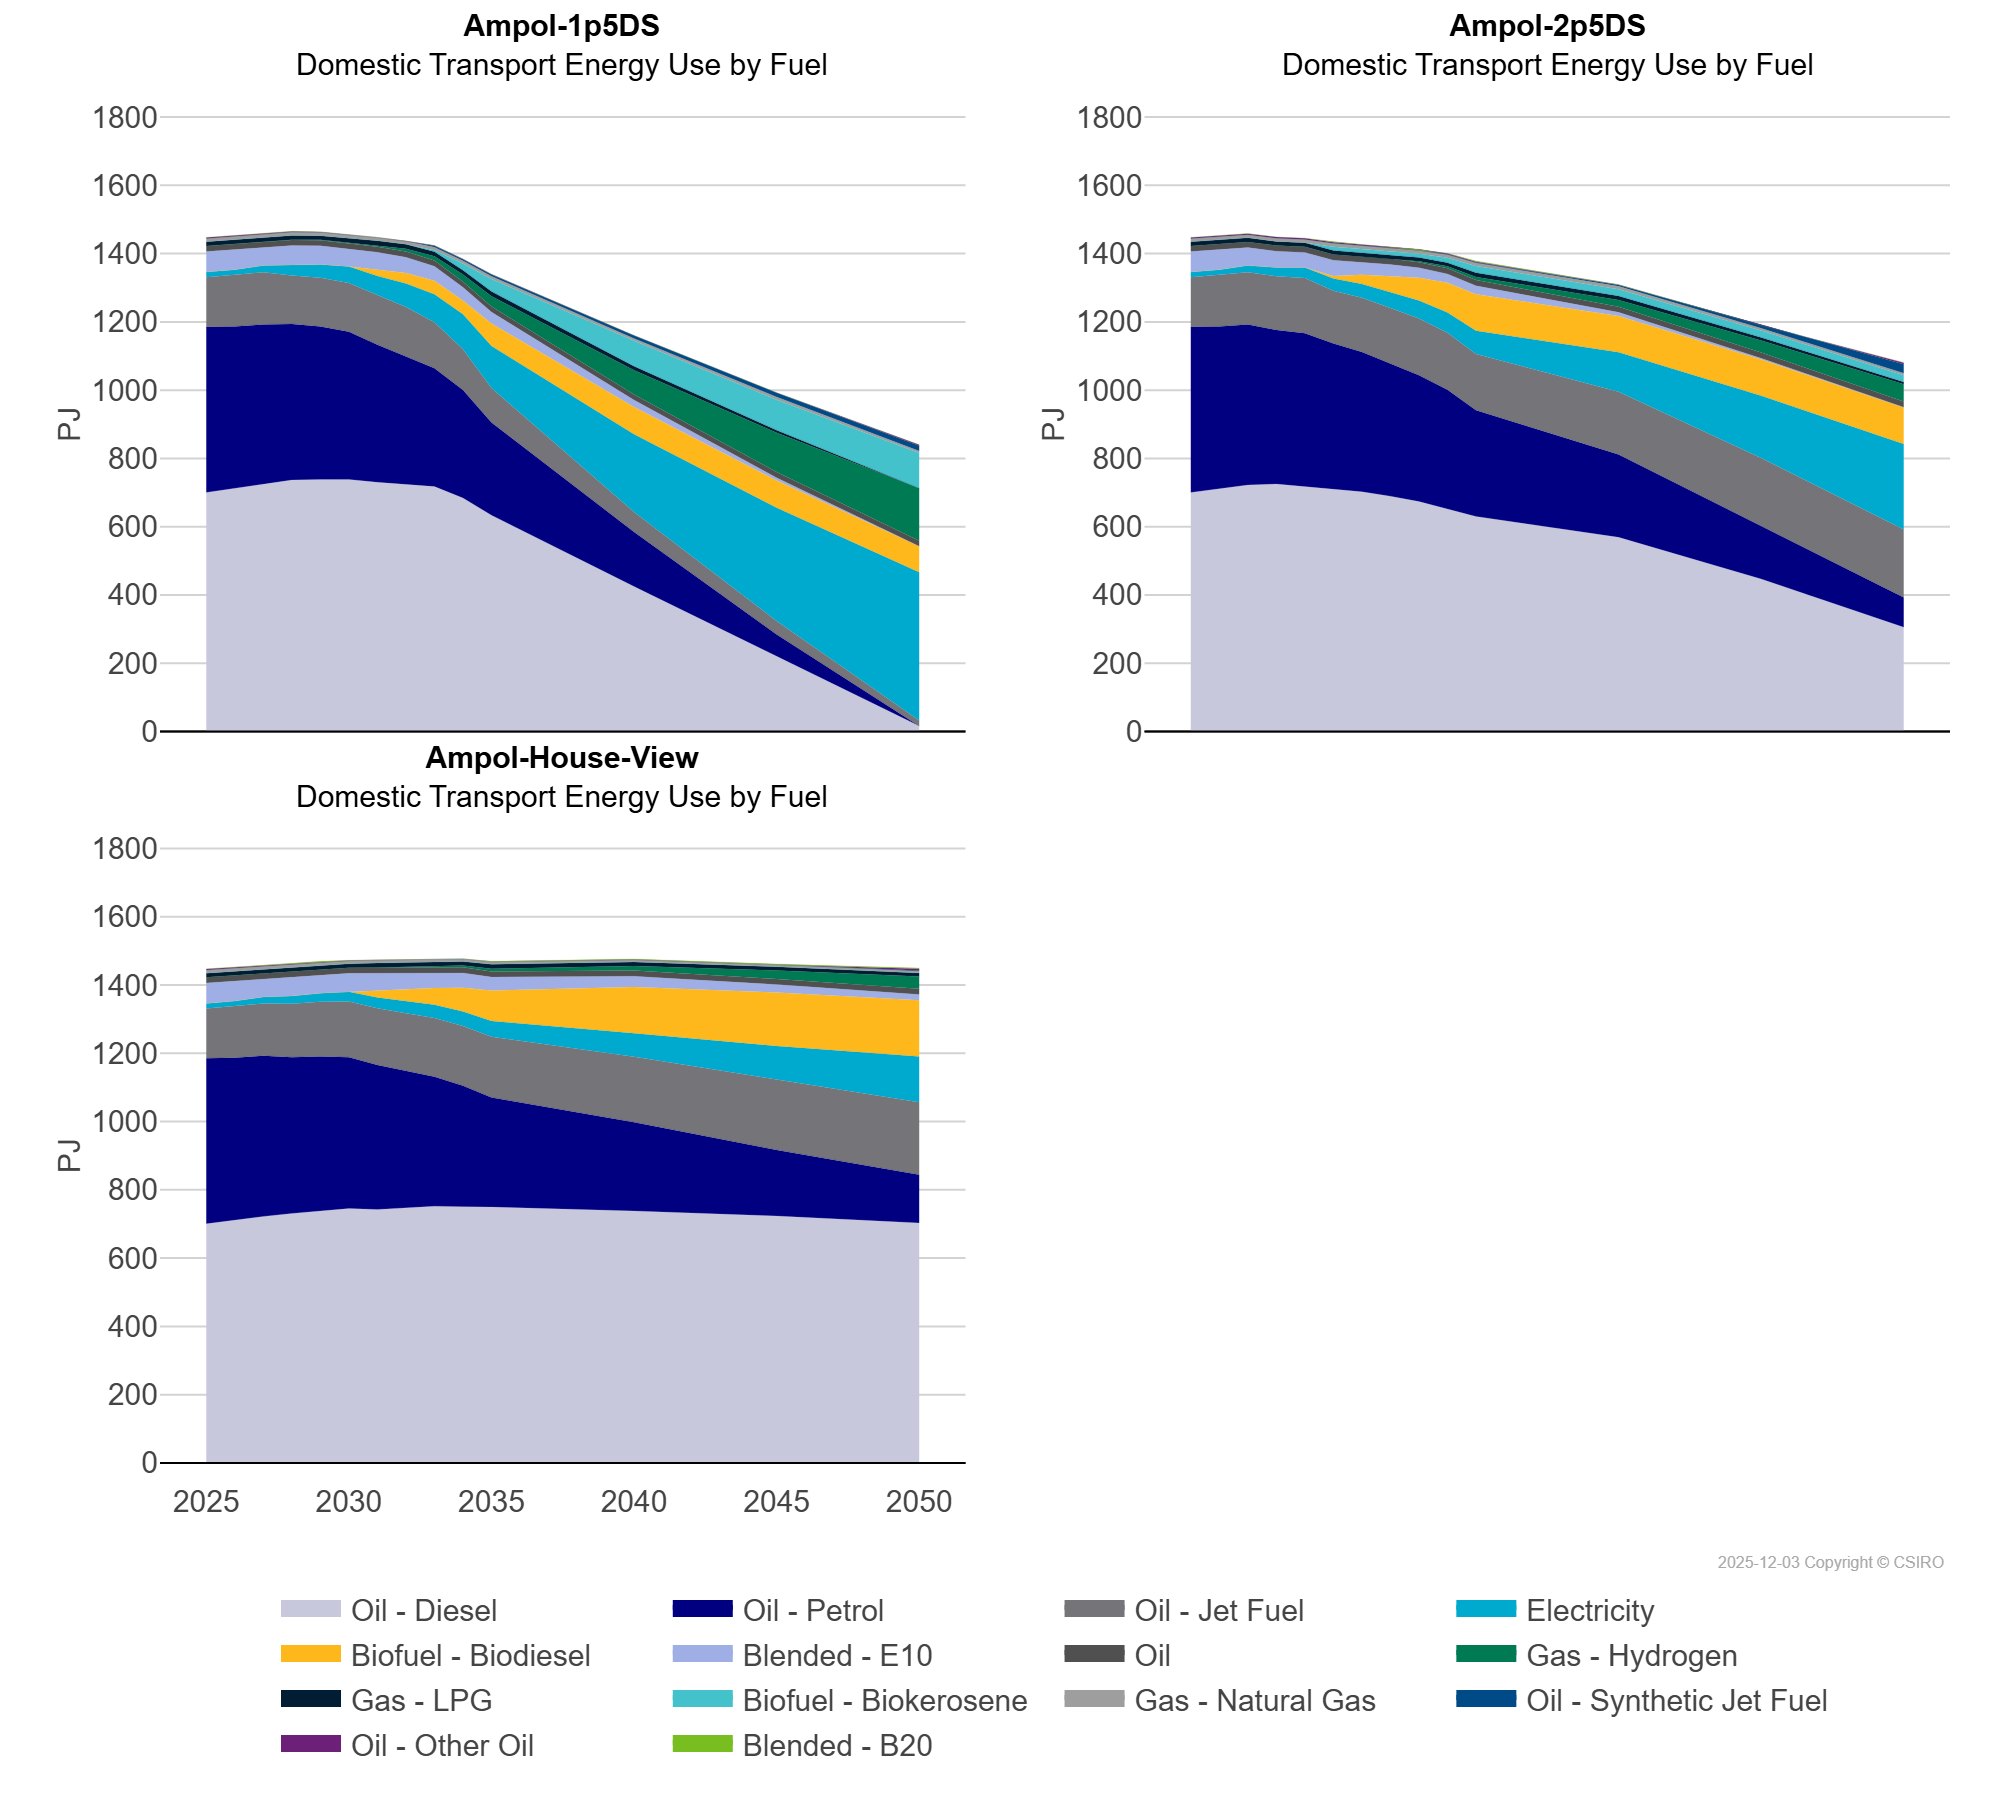 Ampol-1p5DS
Domestic Transport Energy Use by Fuel
1800
1600
1400
1200
1000
800
600
400
200
0
PJ
Ampol-2p5DS
Domestic Transport Energy Use by Fuel
1800
1600
1400
1200
1000
800
600
400
200
0
PJ
Ampol-House-View
Domestic Transport Energy Use by Fuel
1800
1600
1400
1200
1000
800
600
400
200
0
PJ
2025 2030 2035 2040 2045 2050
2025-12-03 Copyright © CSIRO
Oil - Diesel Oil - Petrol Oil - Jet Fuel Electricity
Biofuel - Biodiesel Blended - E10 Oil Gas - Hydrogen
Gas - LPG Biofuel - Biokerosene Gas - Natural Gas Oil - Synthetic Jet Fuel
Oil - Other Oil Blended - B20